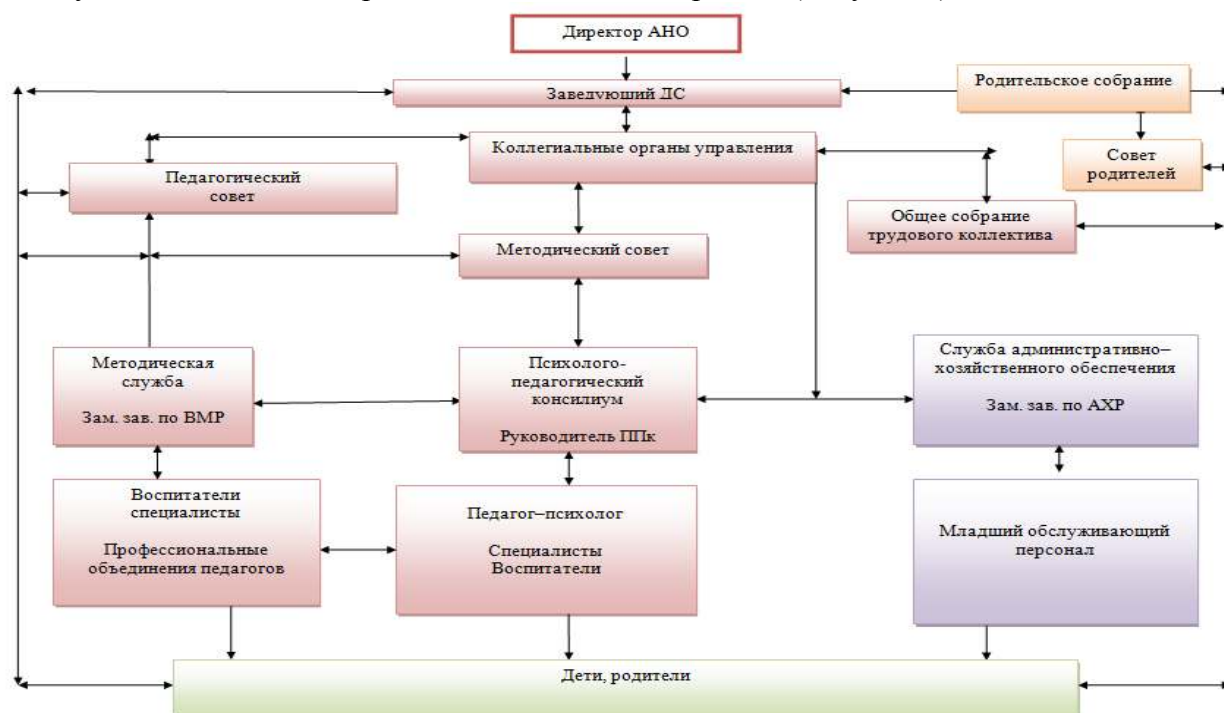 Директор АНО
Заведующий ДС
Родительское собрание
Коллегиальные органы управления
Совет
родителей
Педагогический
совет
Общее собрание
трудового коллектива
Методический совет
Методическая
служба
Зам. зав. по ВМР
Психолого-
педагогический
консилиум
Руководитель ППк
Служба административно–
хозяйственного обеспечения
Зам. зав. по АХР
Воспитатели
специалисты
Профессиональные
объединения педагогов
Педагог–психолог
Специалисты
Воспитатели
Младший обслуживающий
персонал
Дети, родители